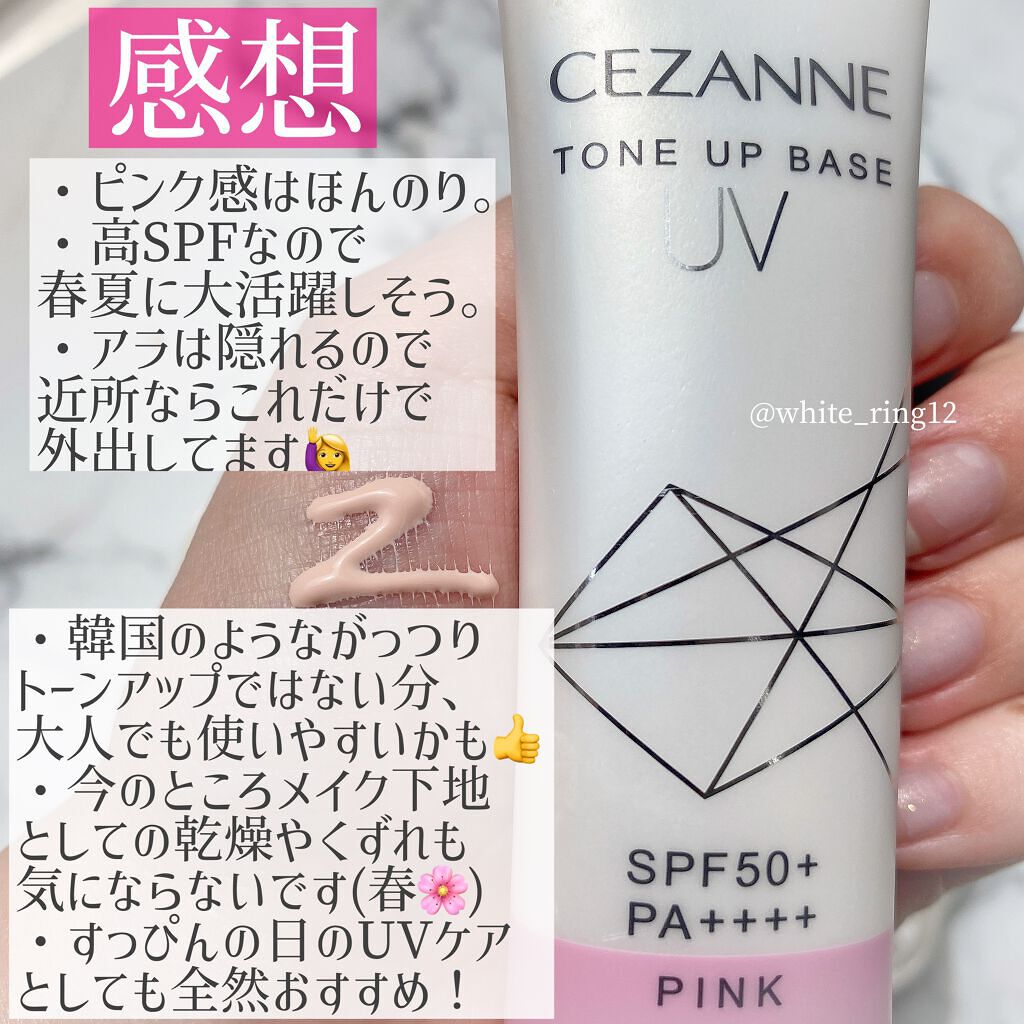 感想
・ピンク感はほんのり。
・高SPFなので
春夏に大活躍しそう。
・アラは隠れるので
近所ならこれだけで
外出してます🙋‍♀️
・韓国のようながっつり
トーンアップではない分、
大人でも使いやすいかも👍
・今のところメイク下地
としての乾燥やくずれも
気にならないです(春🌸)
・すっぴんの日のUVケア
としても全然おすすめ！
CEZANNE
TONE UP BASE
UV
@white_ring12
SPF50+
PA++++
PINK